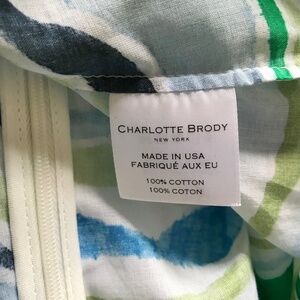 CHARLOTTE BRODY
NEW YORK
MADE IN USA
FABRIQUÉ AUX EU
100% COTTON
100% COTON